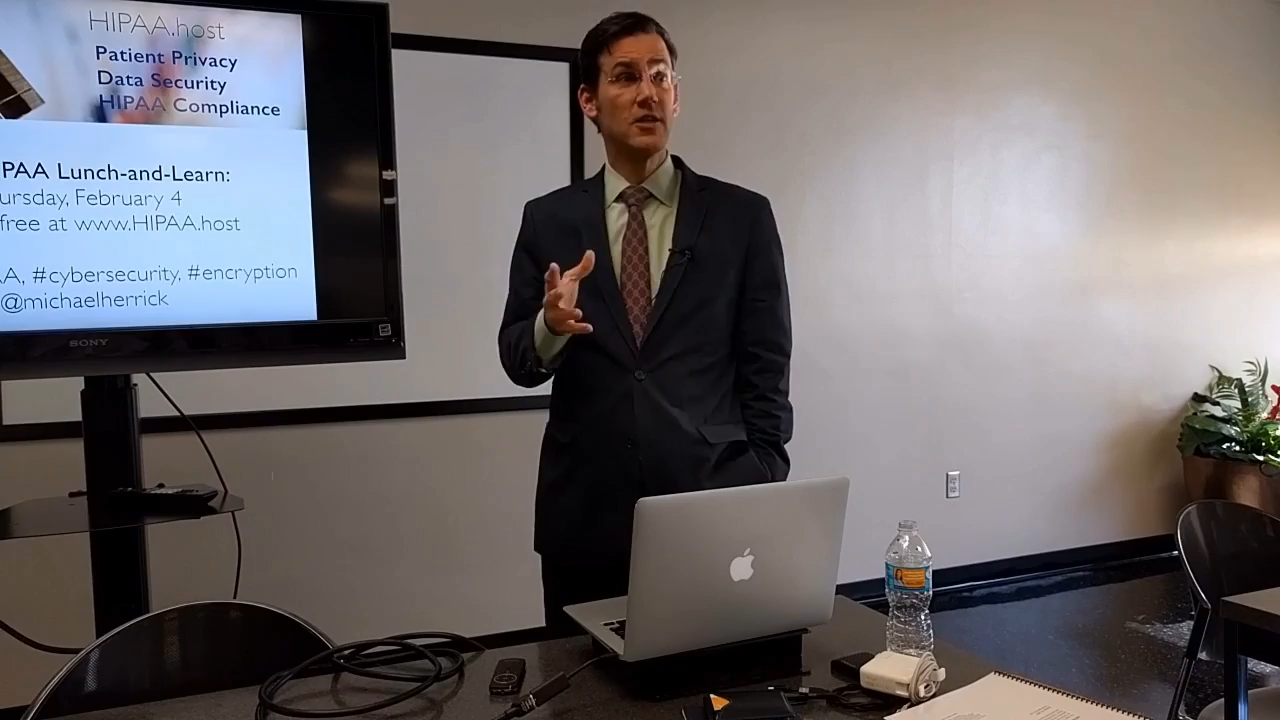 HIPAA.host
Patient Privacy
Data Security
HIPAA Compliance
PAA Lunch-and-Learn:
ursday, February 4
free at www.HIPAA.host
A, #cybersecurity, #encryption
@michaelherrick
SONY